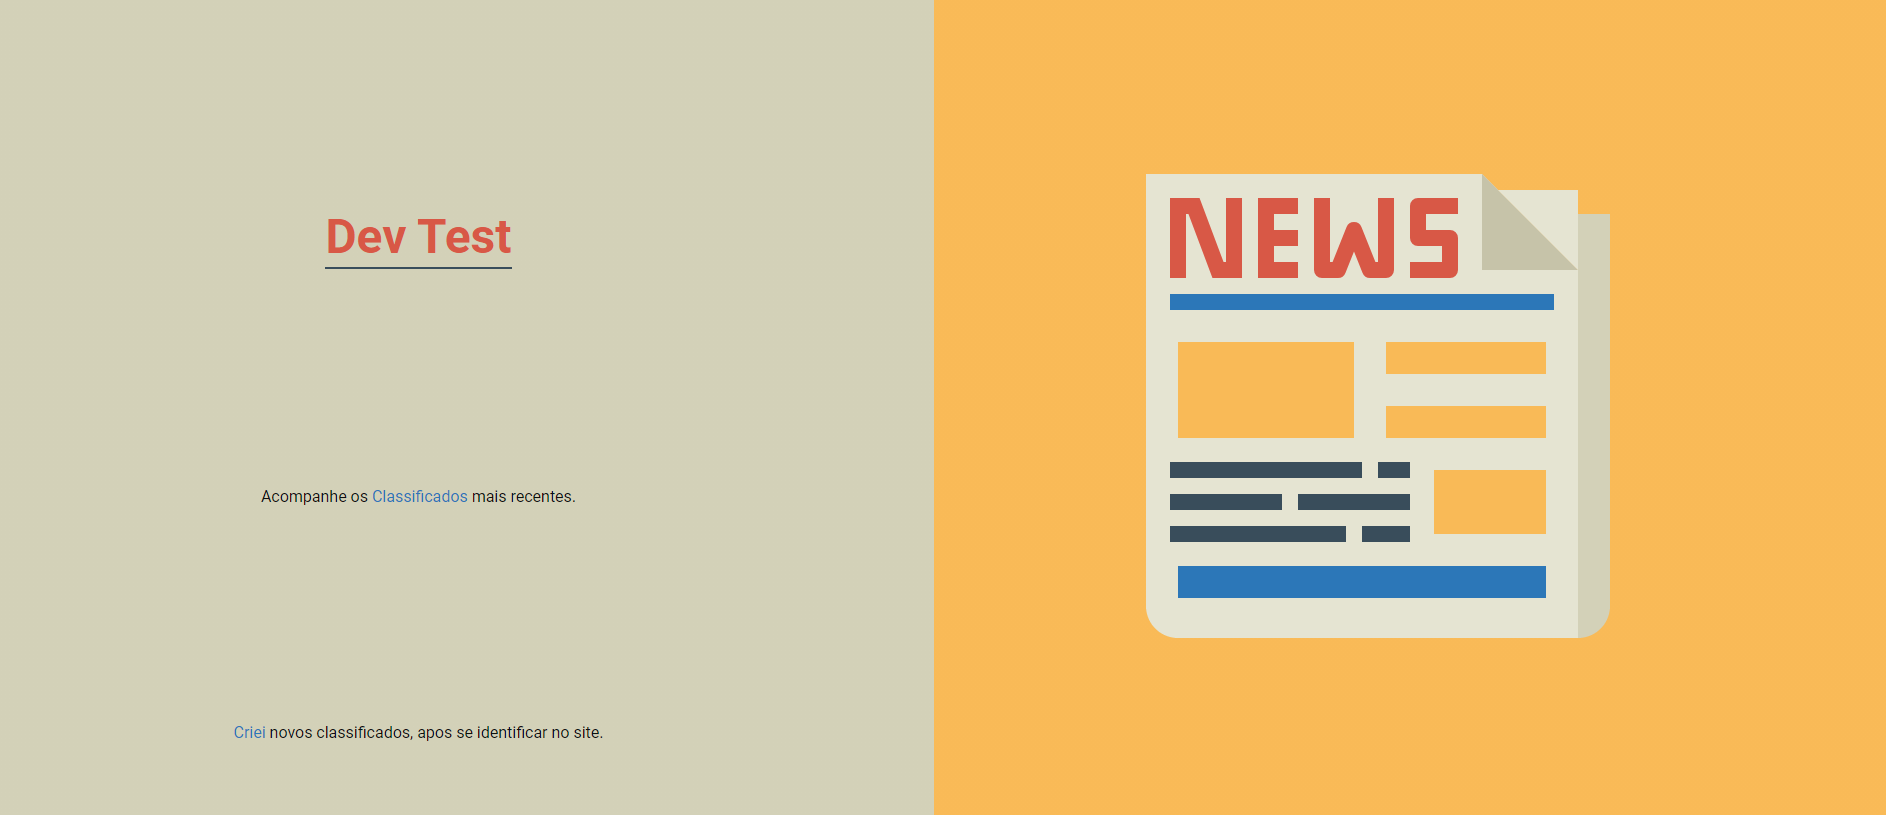 Dev Test
Acompanhe os Classificados mais recentes.
Criei novos classificados, apos se identificar no site.
NEWS